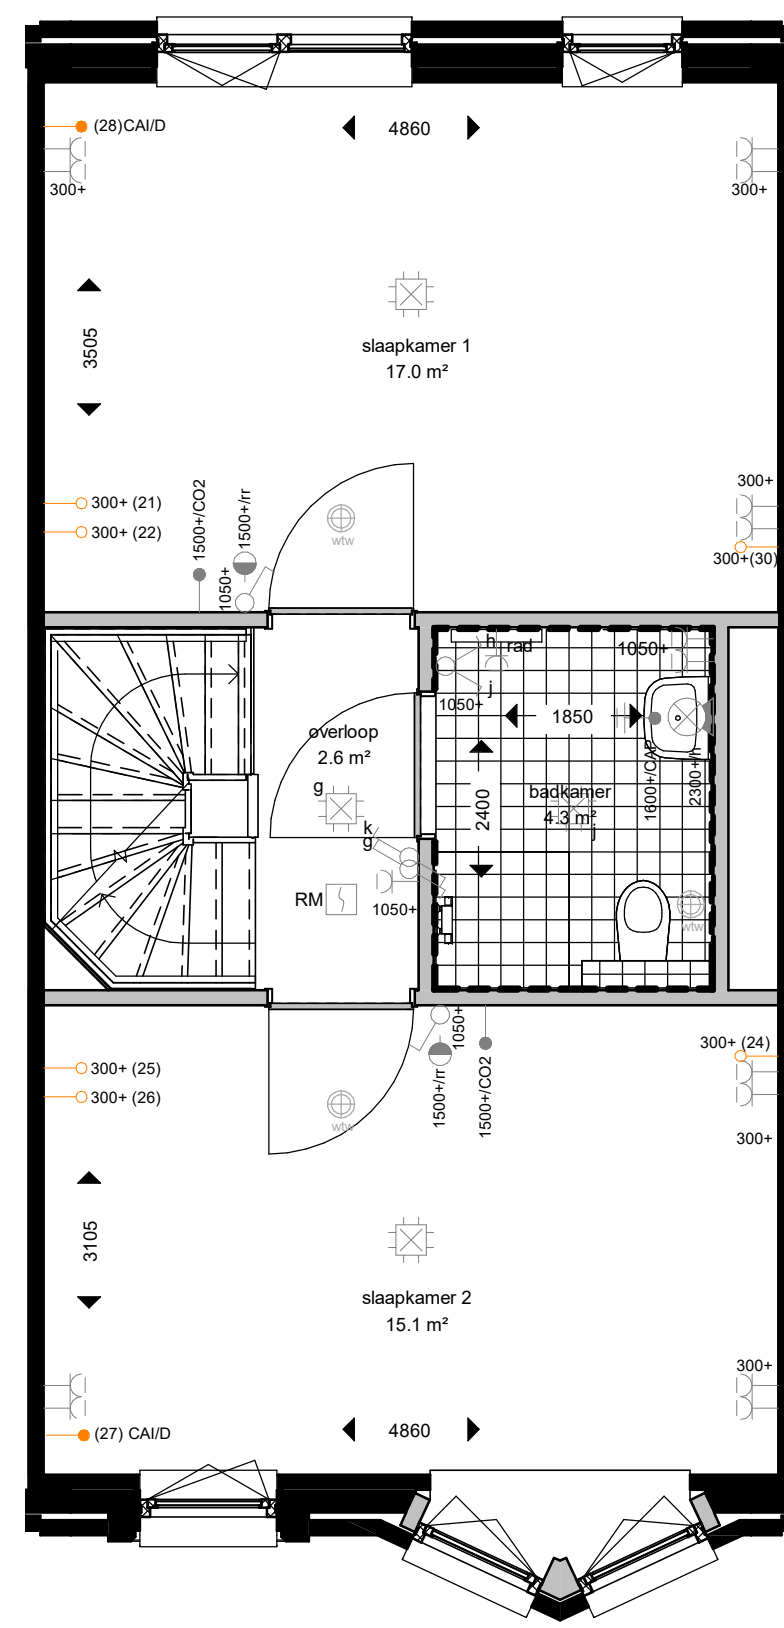 (28)CAI/D
4860
300+
300+
3505
slaapkamer 1
17.0 m²
300+ (21)
300+ (22)
1500+/CO2
1500+/rr
1050+
wtw
300+
300+(30)
h
rad
1050+
j
1050+
1850
overloop
2.6 m²
g
2400
badkamer
4.3 m²
j
1600+/CAP
2300+/h
k
g
RM
1050+
wtw
300+ (25)
300+ (26)
1050+
1500+/rr
1500+/CO2
300+ (24)
wtw
300+
3105
slaapkamer 2
15.1 m²
300+
(27) CAI/D
4860